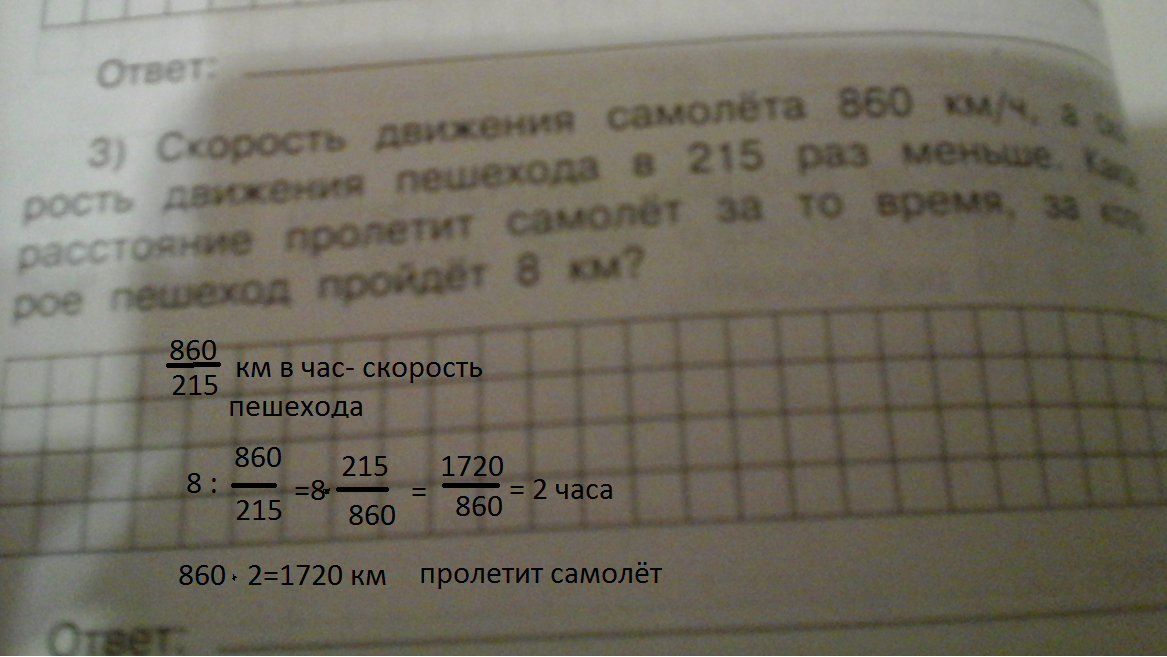 Ответ:
3) Скорость движения самолёта 860 км/ч, а
рость движения пешехода в 215 раз меньше.
расстояние пролетит самолёт за то время, за
рое пешеход пройдёт 8 км?
860/215 км в час- скорость
пешехода
8 : 860/215 =8· 215/860 = 1720/860 = 2 часа
860 · 2=1720 км пролетит самолёт
Ответ: